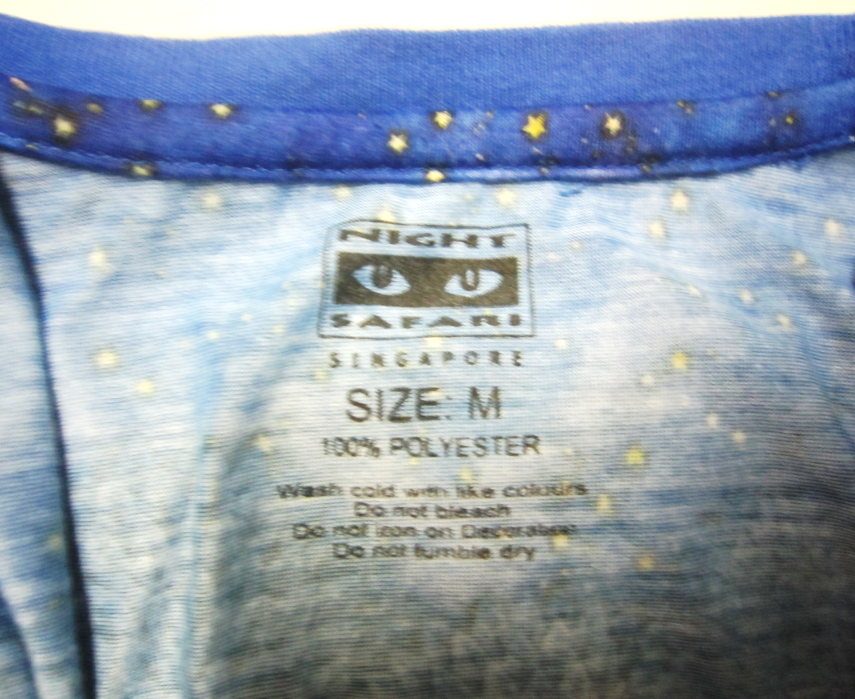 NIGHT
SAFARI
SINGAPORE
SIZE: M
100% POLYESTER
Wash cold with like colours
Do not bleach
Do not iron on Decoration
Do not tumble dry